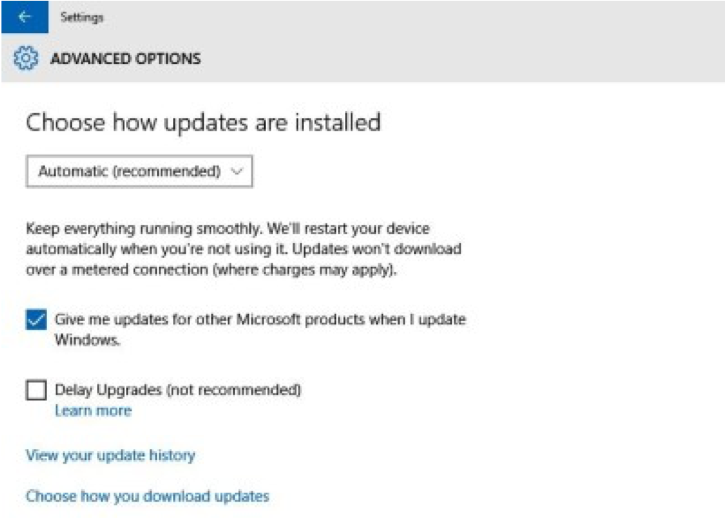 Settings
ADVANCED OPTIONS
Choose how updates are installed
Automatic (recommended)
Keep everything running smoothly. We'll restart your device
automatically when you're not using it. Updates won't download
over a metered connection (where charges may apply).
Give me updates for other Microsoft products when I update
Windows.
Delay Upgrades (not recommended)
Learn more
View your update history
Choose how you download updates